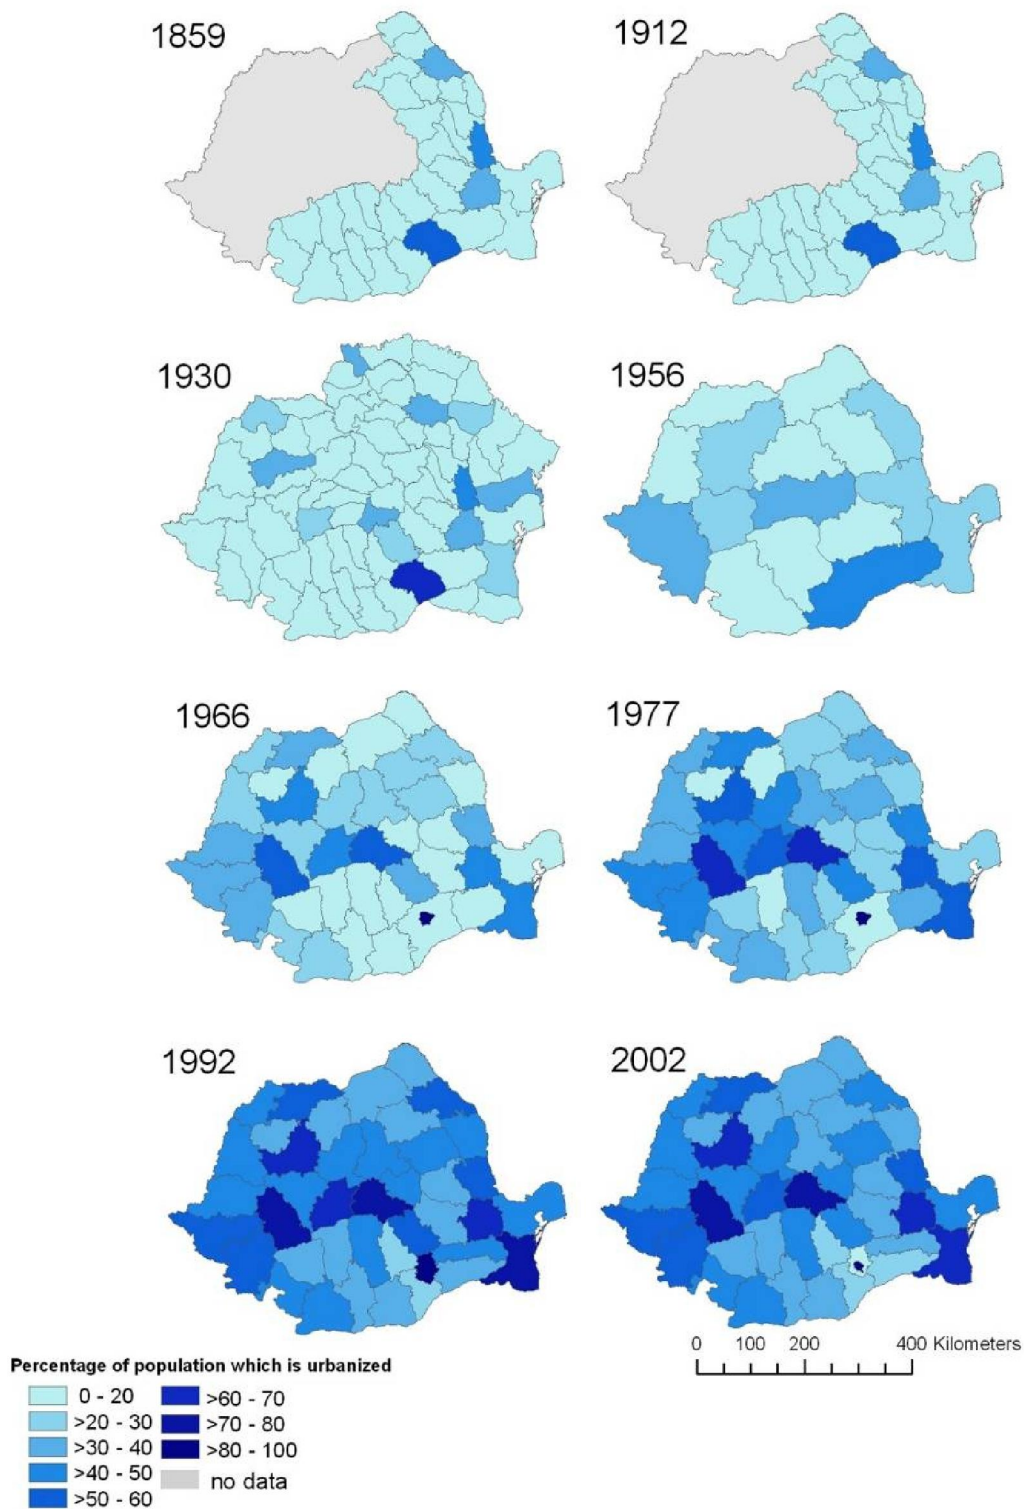 1859
1912
1930
1956
1966
1977
1992
2002
0 100 200 400 Kilometers
Percentage of population which is urbanized
0 - 20
>20 - 30
>30 - 40
>40 - 50
>50 - 60
>60 - 70
>70 - 80
>80 - 100
no data